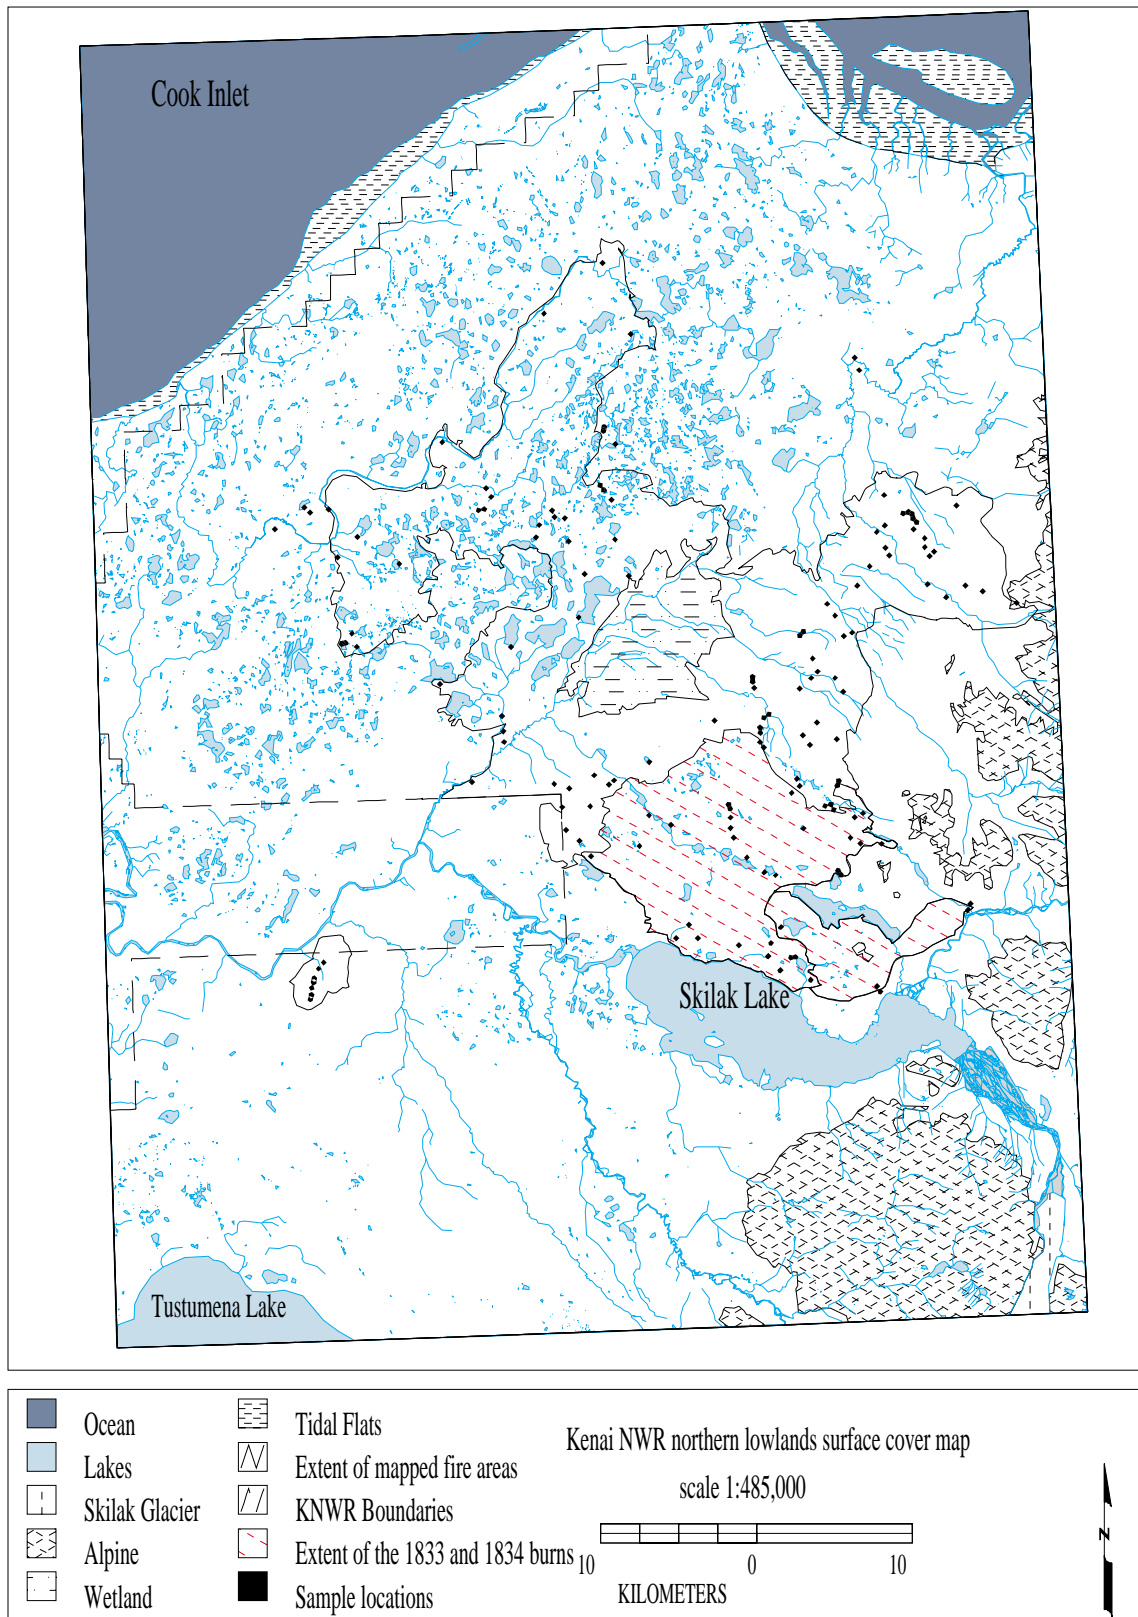 Cook Inlet
Skilak Lake
Tustumena Lake
Ocean
Lakes
Skilak Glacier
Alpine
Wetland
Tidal Flats
Extent of mapped fire areas
KNWR Boundaries
Extent of the 1833 and 1834 burns
Sample locations
Kenai NWR northern lowlands surface cover map
scale 1:485,000
10 0 10
KILOMETERS
N